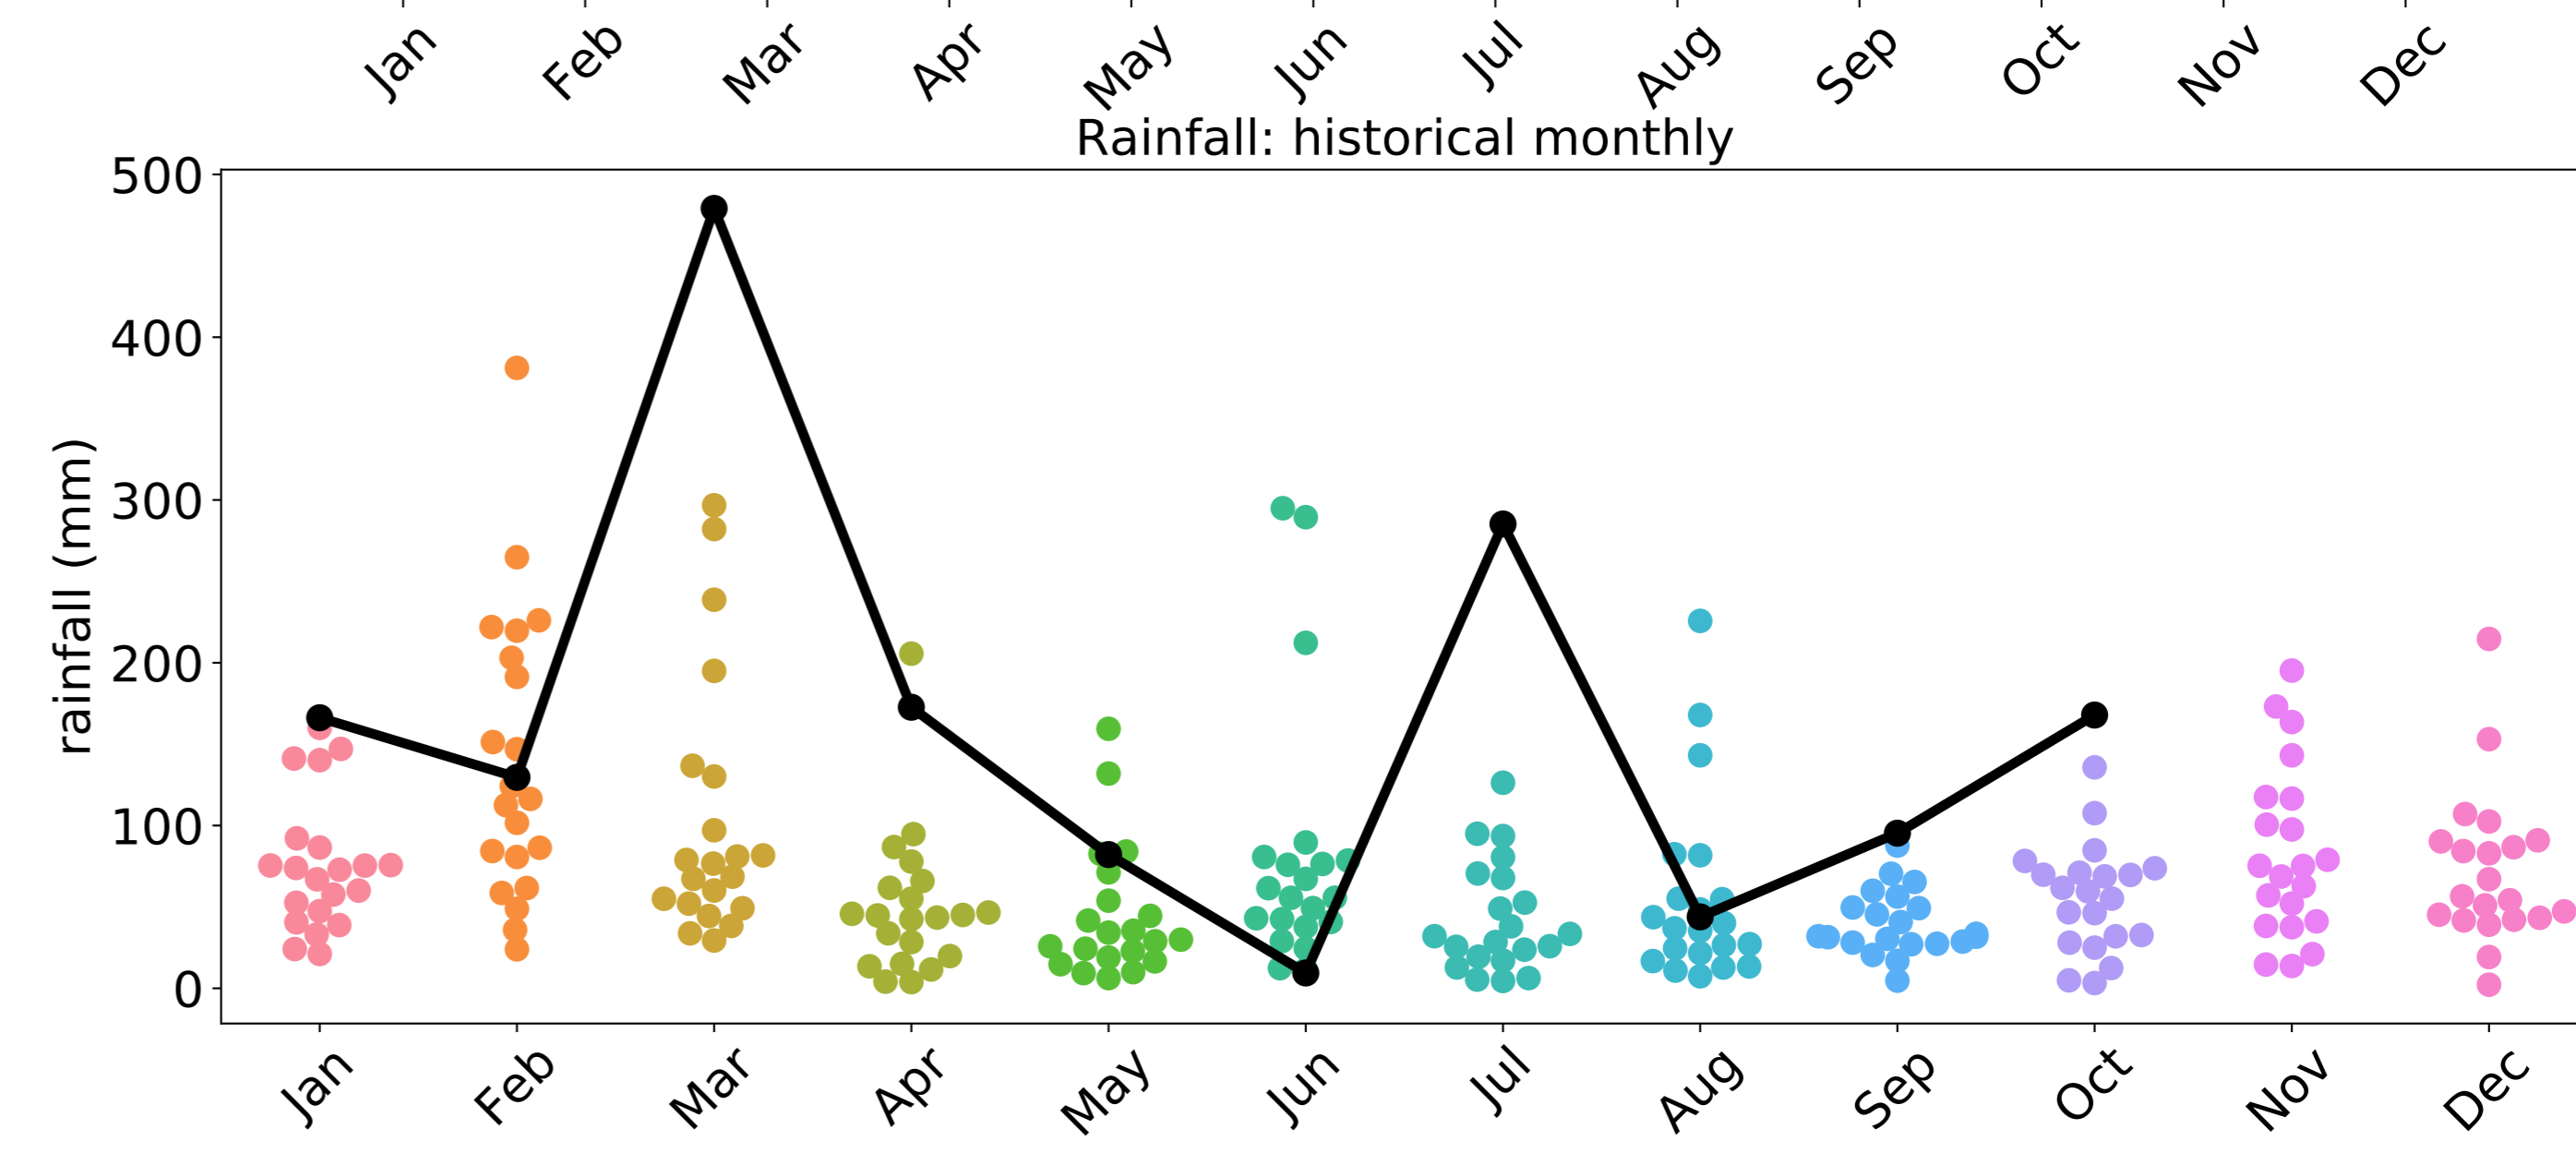 Jan Feb Mar Apr May Jun Jul Aug Sep Oct Nov Dec
Rainfall: historical monthly
500
400
300
200
100
0
rainfall (mm)
Jan Feb Mar Apr May Jun Jul Aug Sep Oct Nov Dec